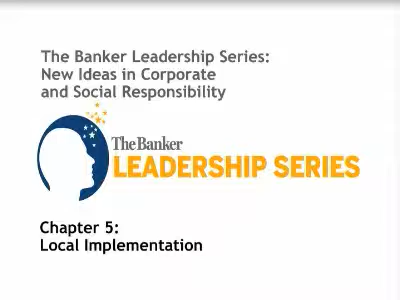 The Banker Leadership Series:
New Ideas in Corporate
and Social Responsibility
The Banker
LEADERSHIP SERIES
Chapter 5:
Local Implementation